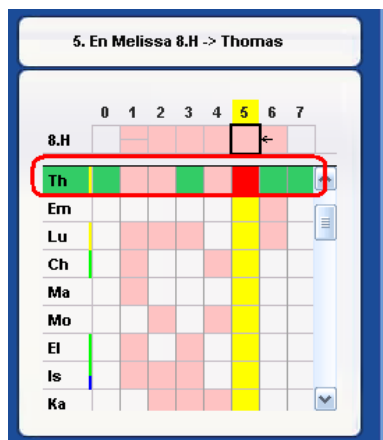 5. En Melissa 8.H -> Thomas
0 1 2 3 4 5 6 7
8.H
Th
Em
Lu
Ch
Ma
Mo
El
Is
Ka